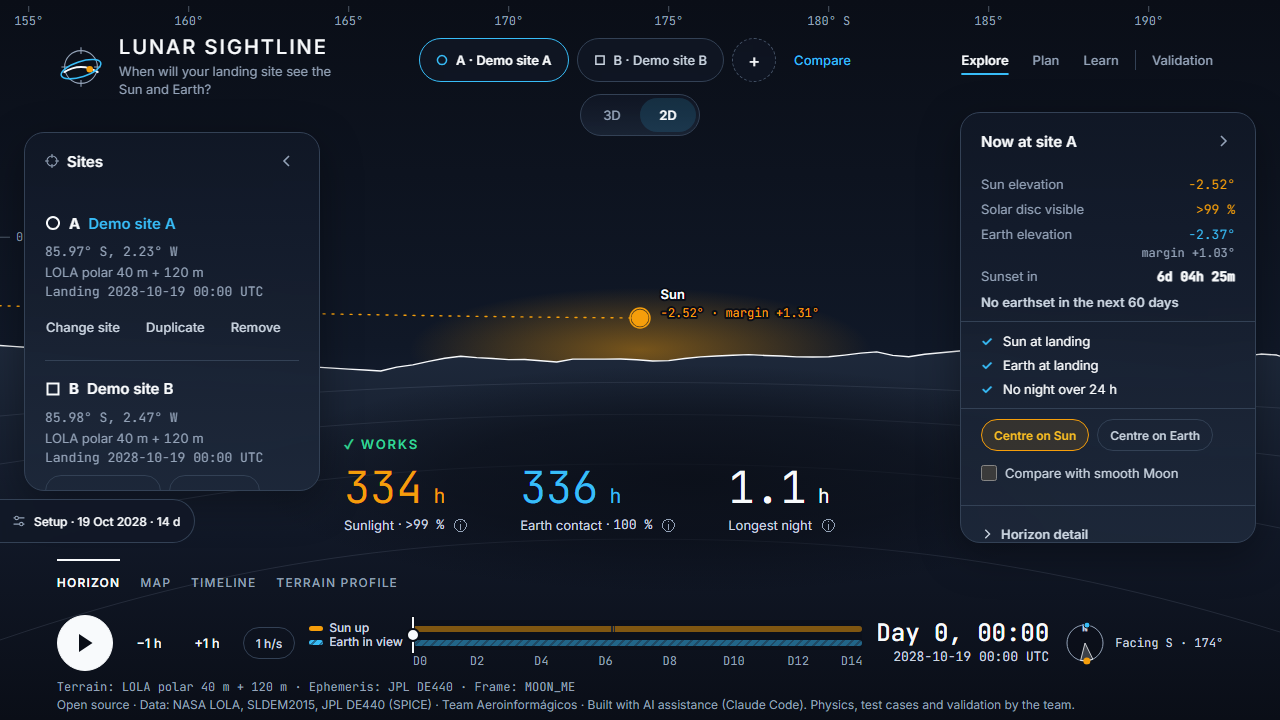 155° 160° 165° 170° 175° 180° S 185° 190°
LUNAR SIGHTLINE
When will your landing site see the
Sun and Earth?
A · Demo site A
B · Demo site B
+
Compare
Explore
Plan
Learn
Validation
3D
2D
Sites
A Demo site A
85.97° S, 2.23° W
LOLA polar 40 m + 120 m
Landing 2028-10-19 00:00 UTC
Change site
Duplicate
Remove
B Demo site B
85.98° S, 2.47° W
LOLA polar 40 m + 120 m
Landing 2028-10-19 00:00 UTC
Setup · 19 Oct 2028 · 14 d
0
Sun
-2.52° · margin +1.31°
✓ WORKS
334 h
Sunlight · >99 %
336 h
Earth contact · 100 %
1.1 h
Longest night
Now at site A
Sun elevation -2.52°
Solar disc visible >99 %
Earth elevation -2.37°
margin +1.03°
Sunset in 6d 04h 25m
No earthset in the next 60 days
Sun at landing
Earth at landing
No night over 24 h
Centre on Sun
Centre on Earth
Compare with smooth Moon
Horizon detail
HORIZON MAP TIMELINE TERRAIN PROFILE
−1 h
+1 h
1 h/s
Sun up
Earth in view
D0 D2 D4 D6 D8 D10 D12 D14
Day 0, 00:00
2028-10-19 00:00 UTC
N
Facing S · 174°
Terrain: LOLA polar 40 m + 120 m · Ephemeris: JPL DE440 · Frame: MOON_ME
Open source · Data: NASA LOLA, SLDEM2015, JPL DE440 (SPICE) · Team Aeroinformágicos · Built with AI assistance (Claude Code). Physics, test cases and validation by the team.